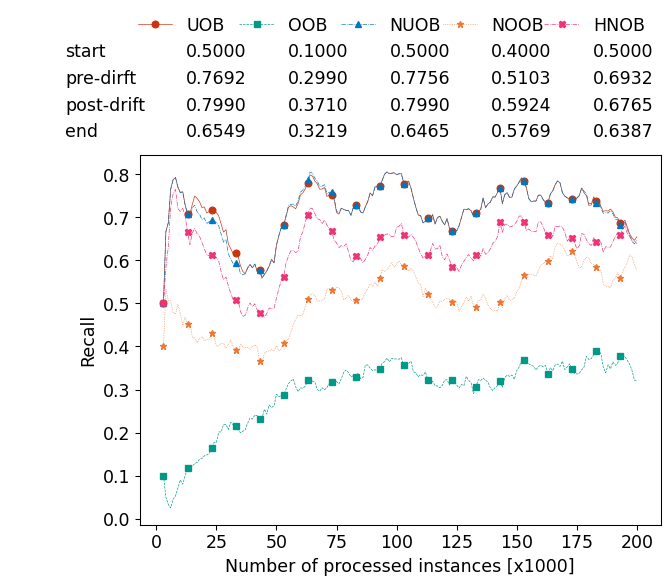 UOB OOB NUOB NOOB HNOB
start 0.5000 0.1000 0.5000 0.4000 0.5000
pre-dirft 0.7692 0.2990 0.7756 0.5103 0.6932
post-drift 0.7990 0.3710 0.7990 0.5924 0.6765
end 0.6549 0.3219 0.6465 0.5769 0.6387
0.8
0.7
0.6
0.5
0.4
0.3
0.2
0.1
0.0
Recall
0 25 50 75 100 125 150 175 200
Number of processed instances [x1000]